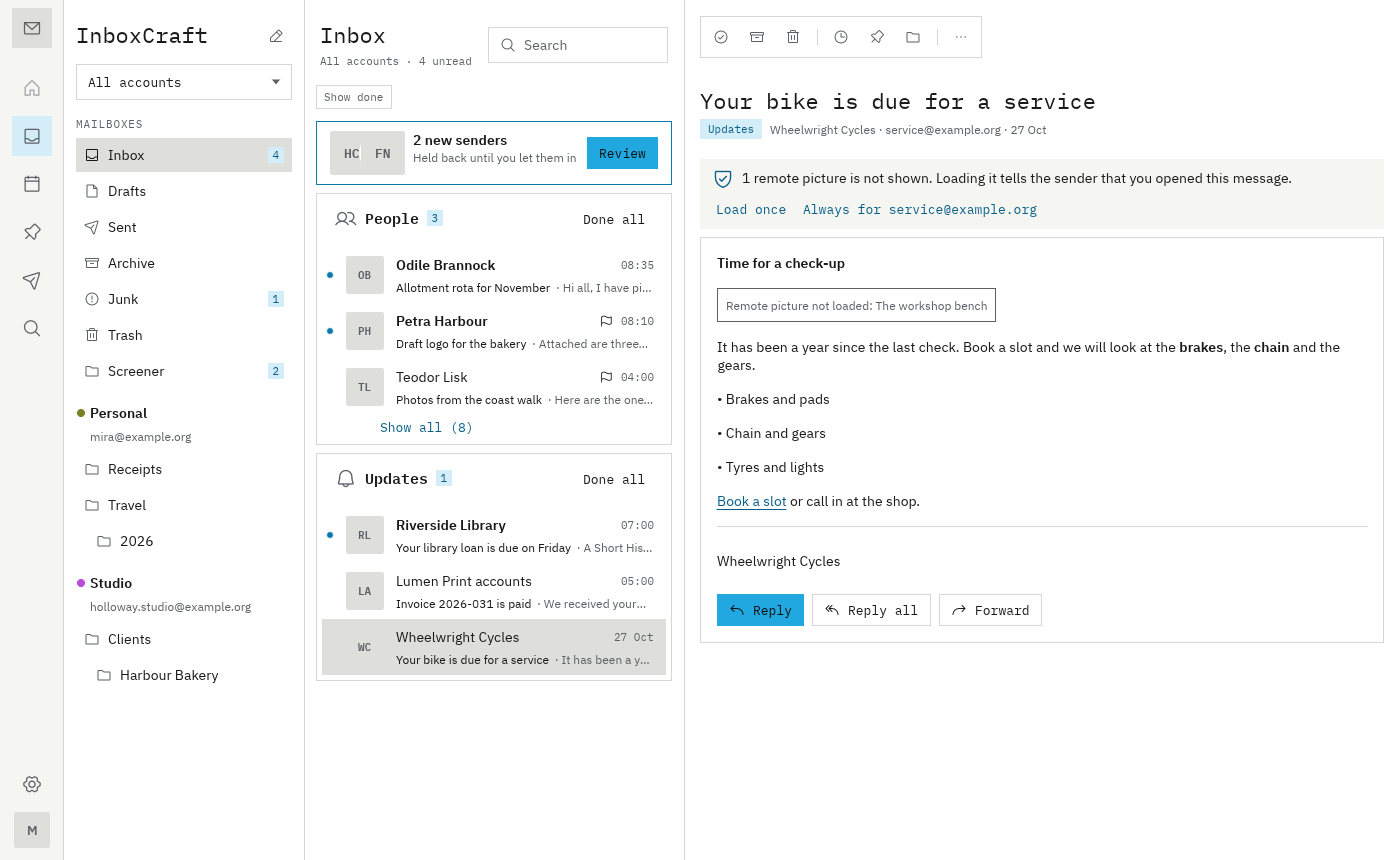 InboxCraft
All accounts
MAILBOXES
Inbox 4
Drafts
Sent
Archive
Junk 1
Trash
Screener 2
Personal
mira@example.org
Receipts
Travel
2026
Studio
holloway.studio@example.org
Clients
Harbour Bakery
M
Inbox
All accounts · 4 unread
Search
Show done
HC FN
2 new senders
Held back until you let them in
Review
People 3 Done all
OB
Odile Brannock 08:35
Allotment rota for November · Hi all, I have pi…
PH
Petra Harbour 08:10
Draft logo for the bakery · Attached are three…
TL
Teodor Lisk 04:00
Photos from the coast walk · Here are the one…
Show all (8)
Updates 1 Done all
RL
Riverside Library 07:00
Your library loan is due on Friday · A Short His…
LA
Lumen Print accounts 05:00
Invoice 2026-031 is paid · We received your…
WC
Wheelwright Cycles 27 Oct
Your bike is due for a service · It has been a y…
Your bike is due for a service
Updates Wheelwright Cycles · service@example.org · 27 Oct
1 remote picture is not shown. Loading it tells the sender that you opened this message.
Load once Always for service@example.org
Time for a check-up
Remote picture not loaded: The workshop bench
It has been a year since the last check. Book a slot and we will look at the brakes, the chain and the
gears.
• Brakes and pads
• Chain and gears
• Tyres and lights
Book a slot or call in at the shop.
Wheelwright Cycles
Reply Reply all Forward